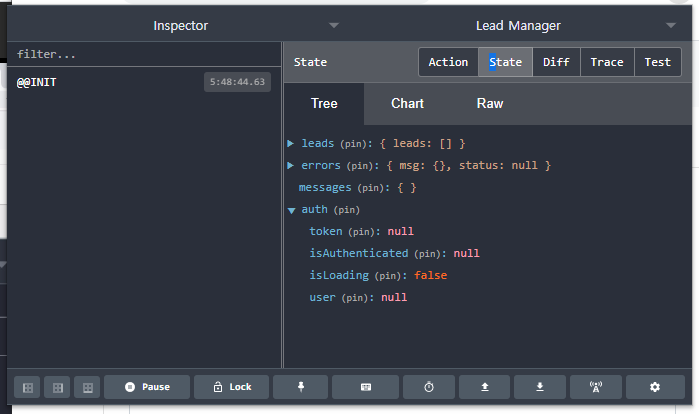 Inspector
Lead Manager
filter...
@@INIT
5:48:44.63
State
Action
State
Diff
Trace
Test
Tree
Chart
Raw
leads (pin): { leads: [] }
errors (pin): { msg: {}, status: null }
messages (pin): { }
auth (pin)
token (pin): null
isAuthenticated (pin): null
isLoading (pin): false
user (pin): null
Pause
Lock